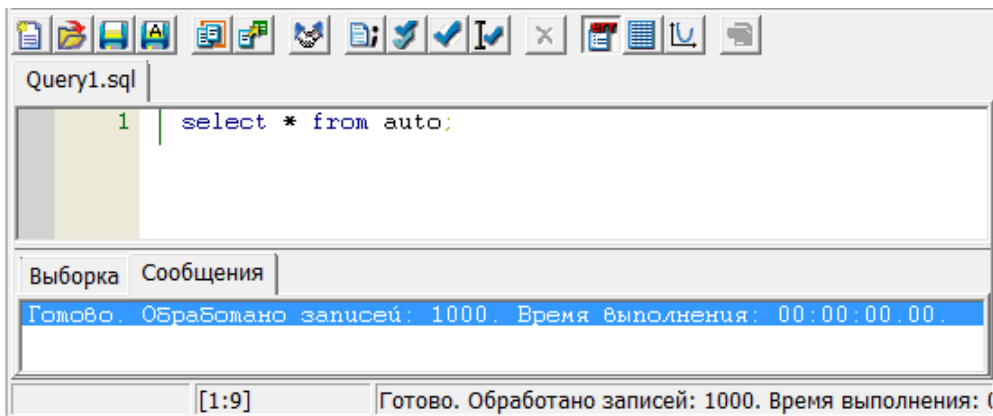 Query1.sql
1 select * from auto;
Выборка Сообщения
Готово. Обработано записей: 1000. Время выполнения: 00:00:00.00.
[1:9] Готово. Обработано записей: 1000. Время выполнения: